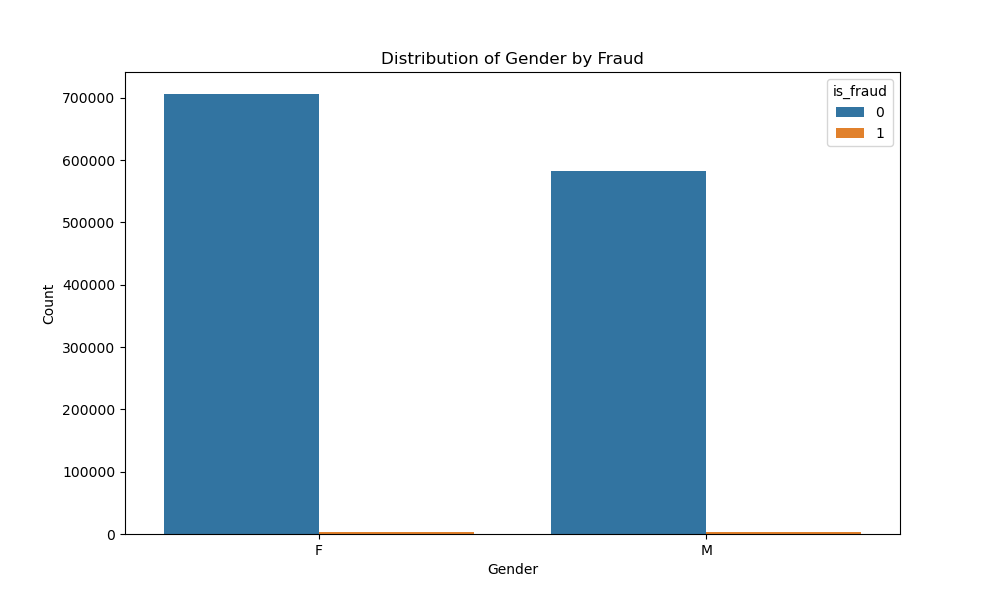 Distribution of Gender by Fraud
is_fraud
0
1
700000
600000
500000
400000
300000
200000
100000
0
Count
F
M
Gender